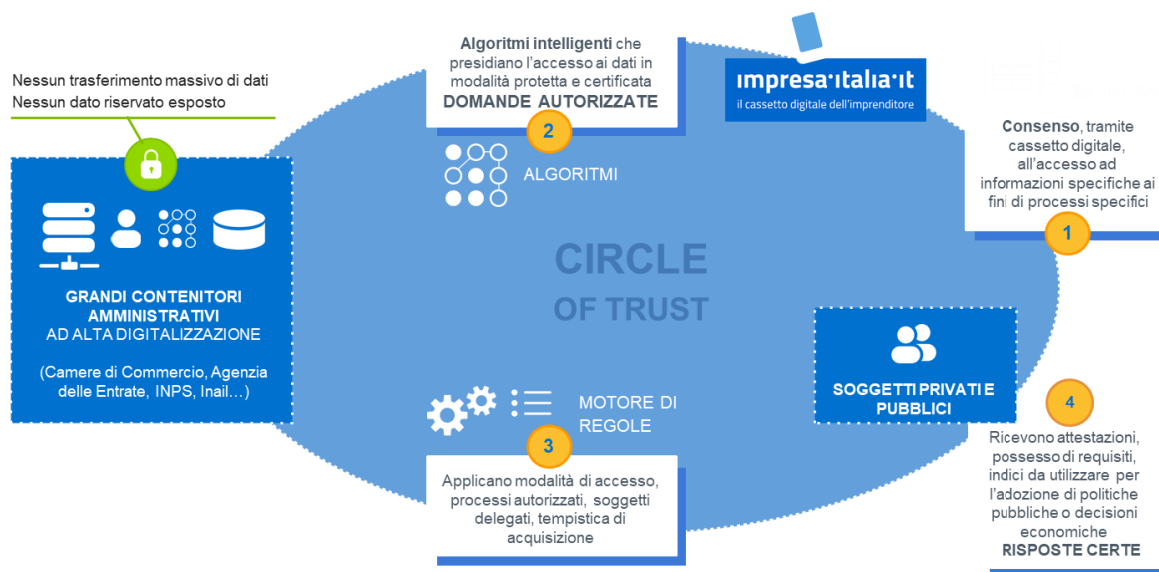 Nessun trasferimento massivo di dati
Nessun dato riservato esposto
GRANDI CONTENITORI
AMMINISTRATIVI
AD ALTA DIGITALIZZAZIONE
(Camere di Commercio, Agenzia
delle Entrate, INPS, Inail…)
Algoritmi intelligenti che
presidiano l'accesso ai dati in
modalità protetta e certificata
DOMANDE AUTORIZZATE
2
ALGORITMI
impresa·italia·it
il cassetto digitale dell'imprenditore
Consenso, tramite
cassetto digitale,
all'accesso ad
informazioni specifiche ai
fini di processi specifici
1
CIRCLE
OF TRUST
MOTORE DI
REGOLE
3
Applicano modalità di accesso,
processi autorizzati, soggetti
delegati, tempistica di
acquisizione
SOGGETTI PRIVATI E
PUBBLICI
4
Ricevono attestazioni,
possesso di requisiti,
indici da utilizzare per
l'adozione di politiche
pubbliche o decisioni
economiche
RISPOSTE CERTE